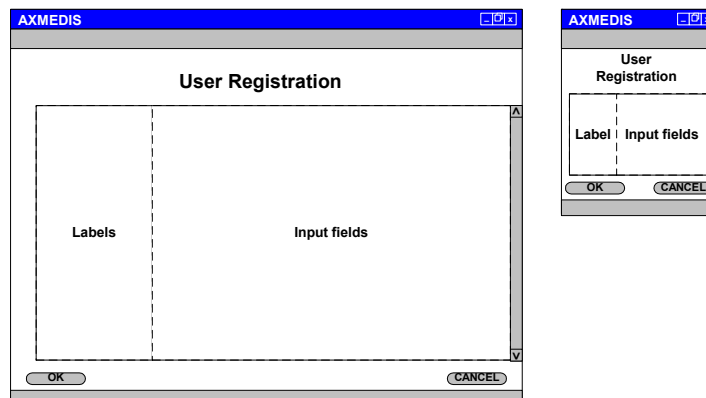 AXMEDIS
User Registration
Labels
Input fields
OK
CANCEL
AXMEDIS
User
Registration
Label
Input fields
OK
CANCEL